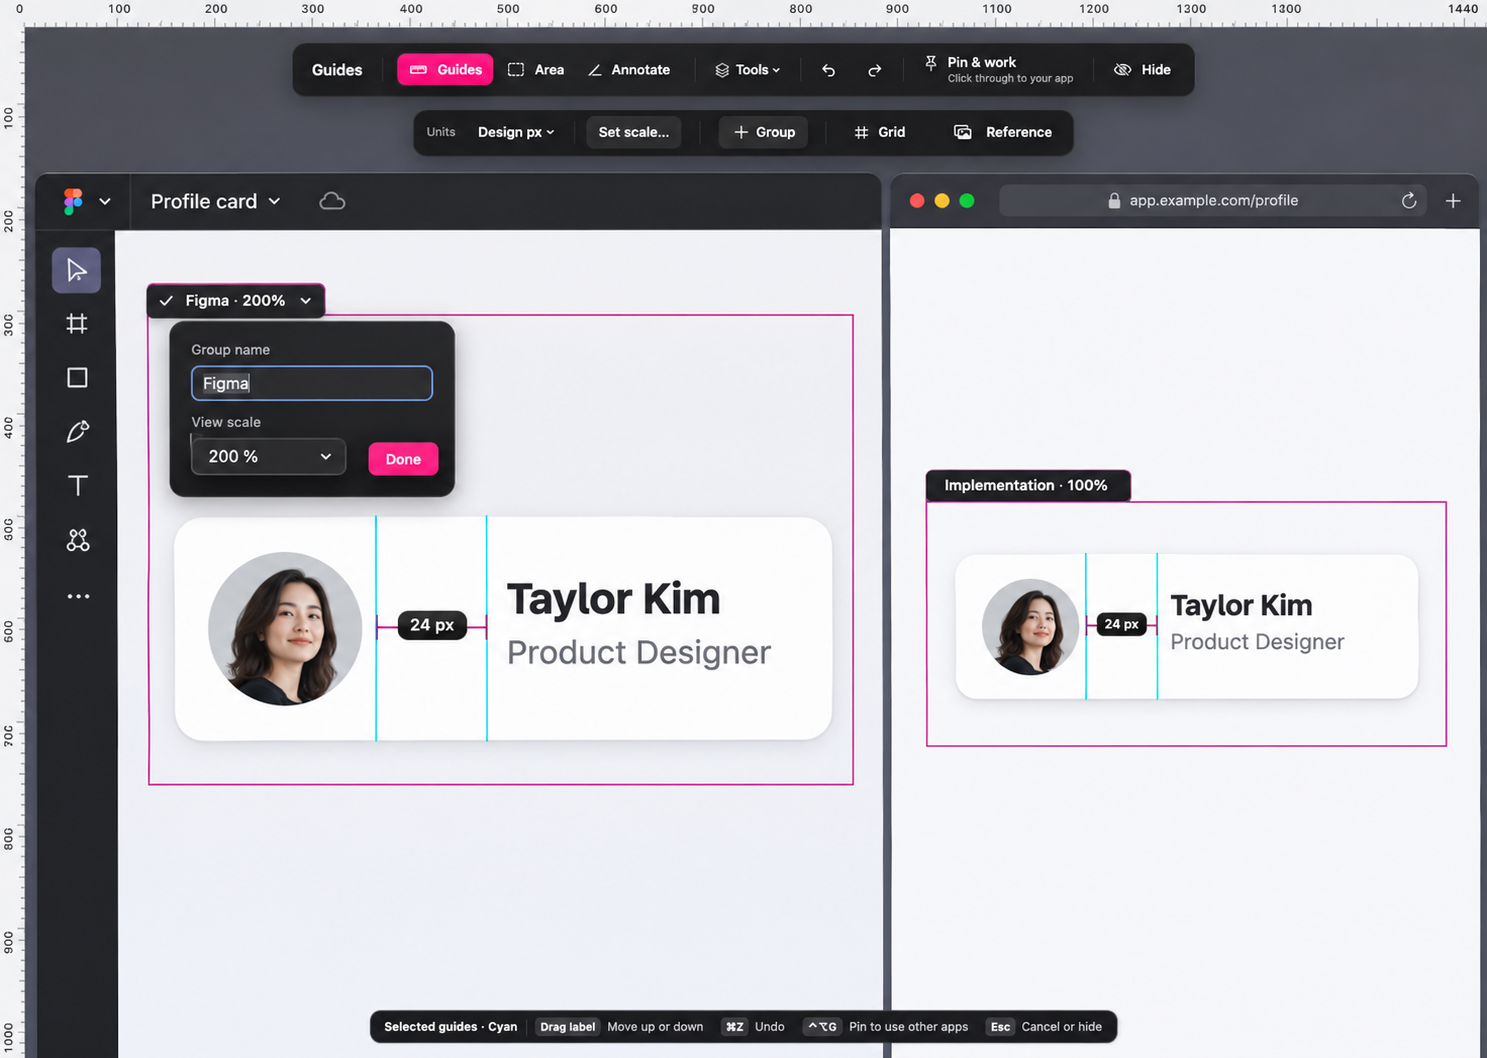 0 100 200 300 400 500 600 700 800 900 1100 1200 1300 1300 1440
Guides Guides Area Annotate Tools Pin & work Hide
Click through to your app
Units Design px Set scale... Group Grid Reference
100
200
300
400
600
600
700
800
900
1000
Profile card
app.example.com/profile
Figma · 200%
Group name
Figma
View scale
200 %
Done
24 px
Taylor Kim
Product Designer
Implementation · 100%
24 px
Taylor Kim
Product Designer
Selected guides · Cyan Drag label Move up or down ⌘Z Undo ^⌥G Pin to use other apps Esc Cancel or hide